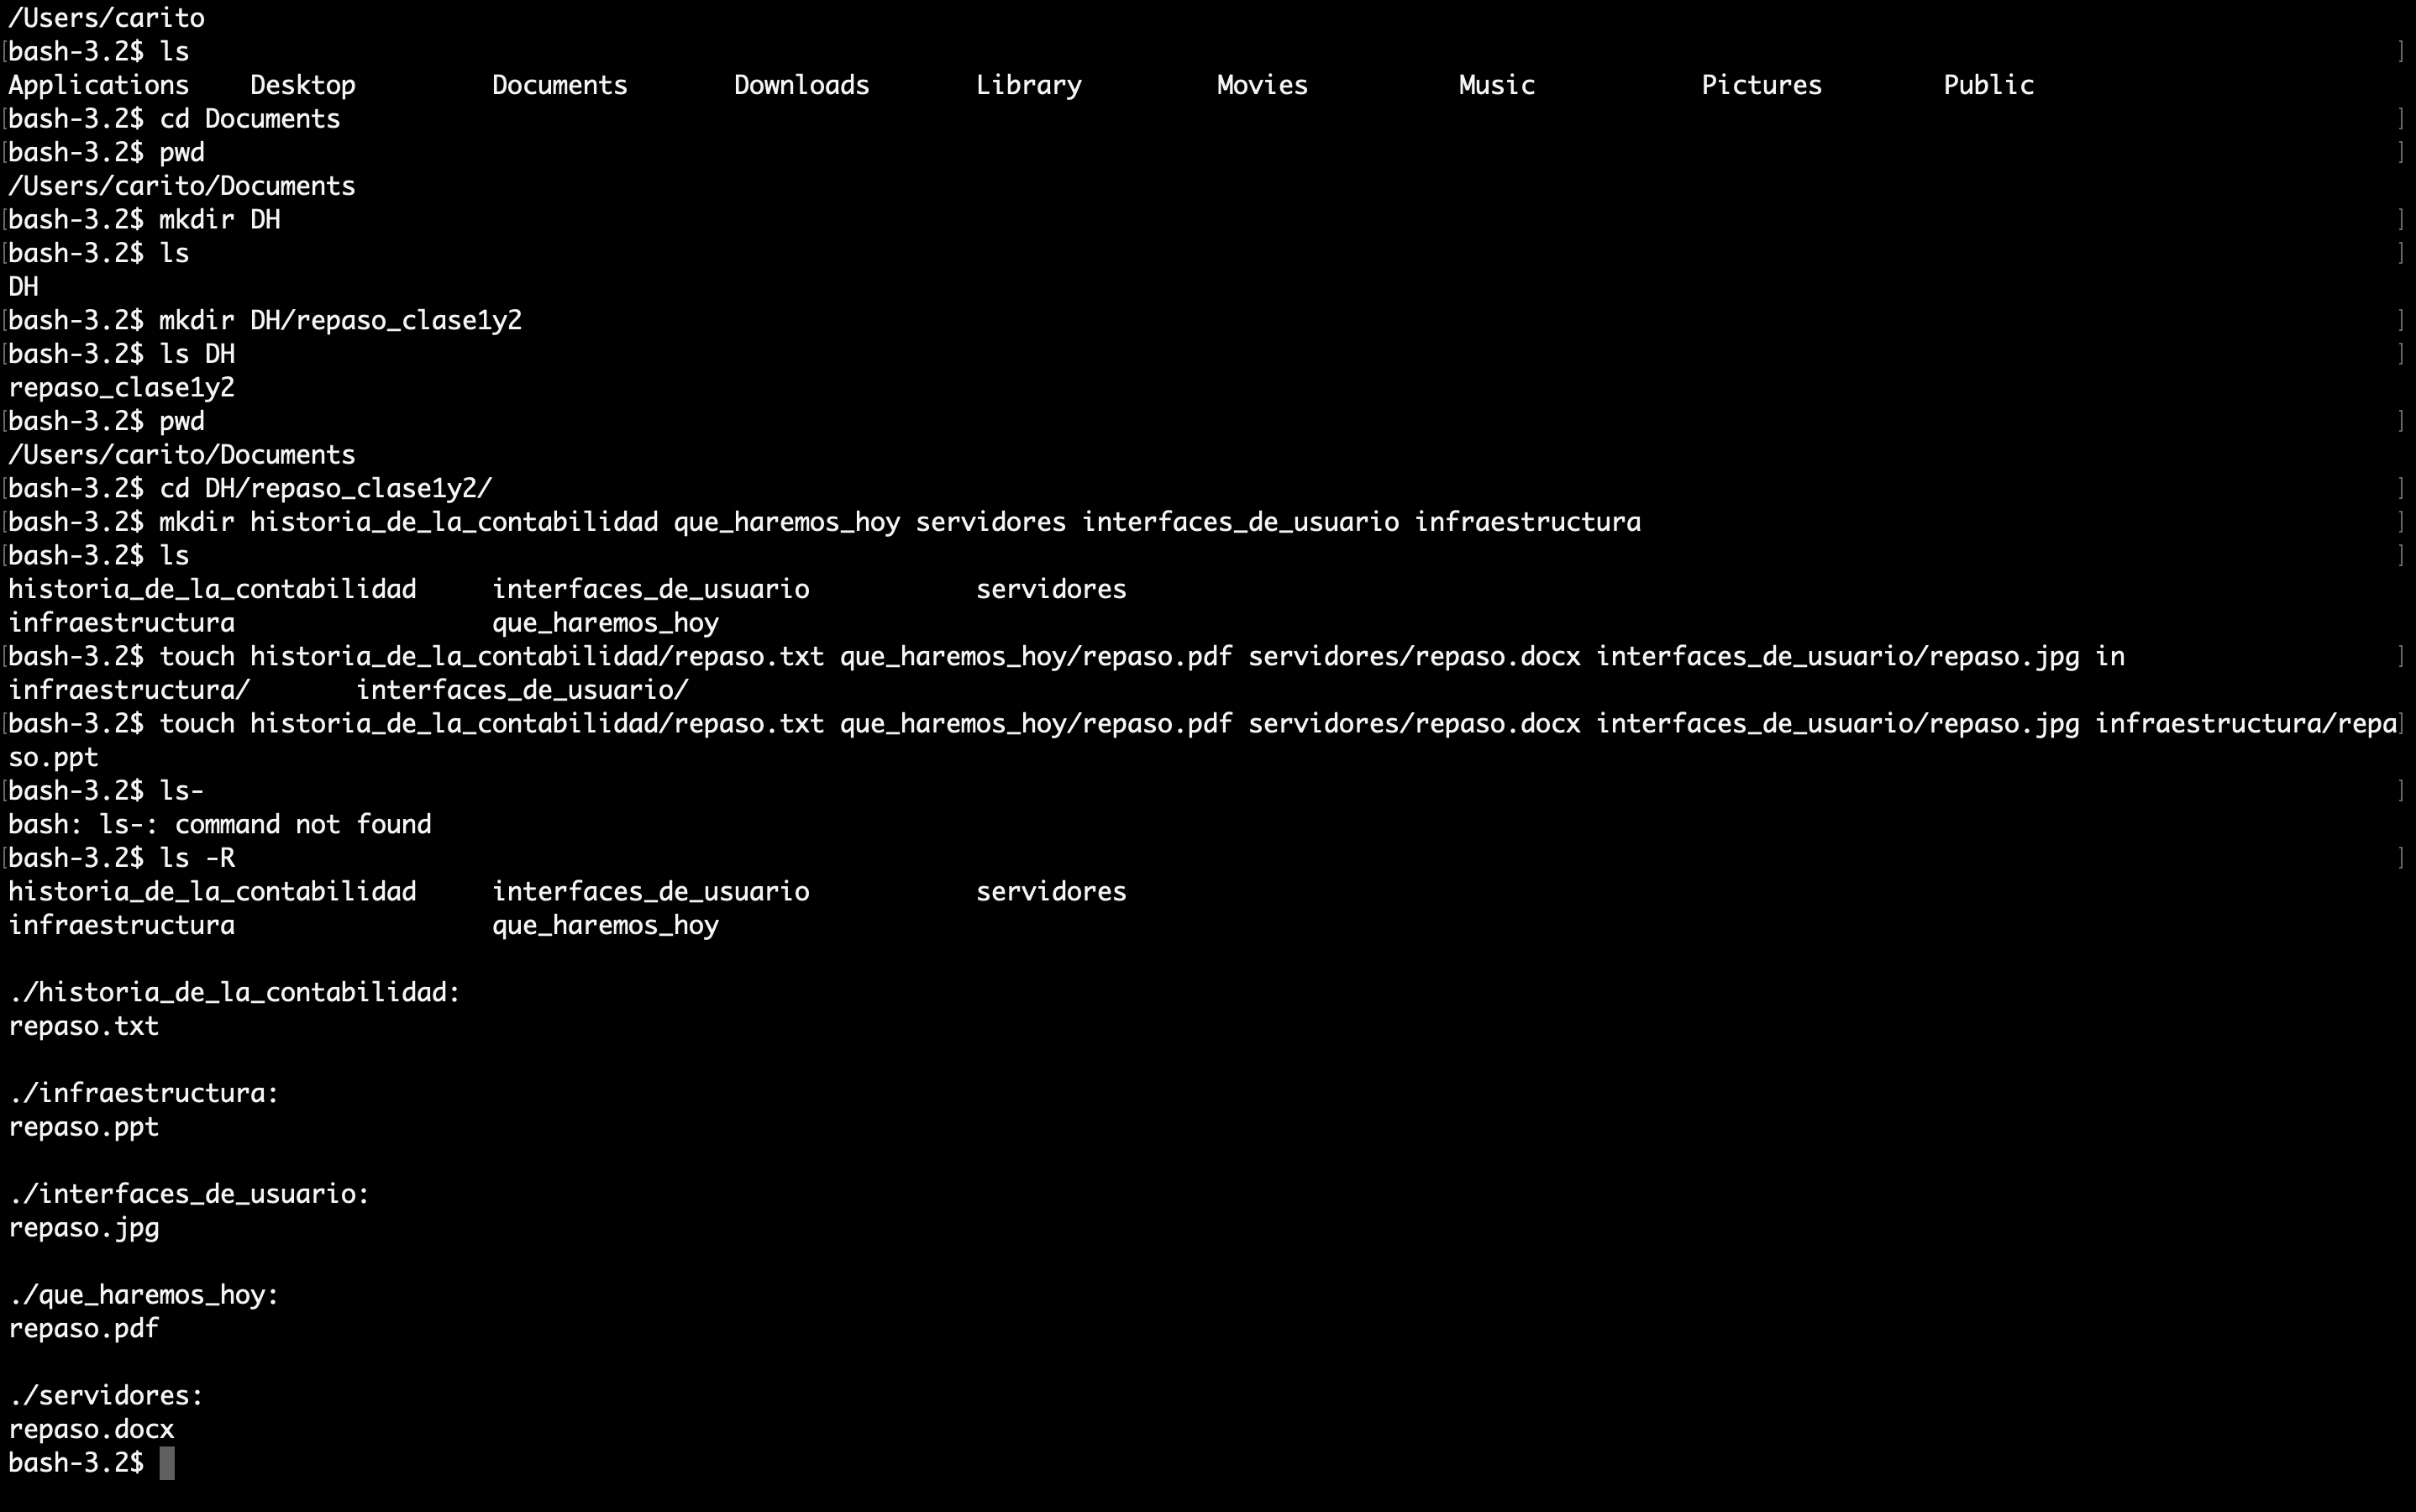 /Users/carito
[bash-3.2$ ls ]
Applications Desktop Documents Downloads Library Movies Music Pictures Public
[bash-3.2$ cd Documents ]
[bash-3.2$ pwd ]
/Users/carito/Documents
[bash-3.2$ mkdir DH ]
[bash-3.2$ ls ]
DH
[bash-3.2$ mkdir DH/repaso_clase1y2 ]
[bash-3.2$ ls DH ]
repaso_clase1y2
[bash-3.2$ pwd ]
/Users/carito/Documents
[bash-3.2$ cd DH/repaso_clase1y2/ ]
[bash-3.2$ mkdir historia_de_la_contabilidad que_haremos_hoy servidores interfaces_de_usuario infraestructura ]
[bash-3.2$ ls ]
historia_de_la_contabilidad interfaces_de_usuario servidores
infraestructura que_haremos_hoy
[bash-3.2$ touch historia_de_la_contabilidad/repaso.txt que_haremos_hoy/repaso.pdf servidores/repaso.docx interfaces_de_usuario/repaso.jpg in ]
infraestructura/ interfaces_de_usuario/
[bash-3.2$ touch historia_de_la_contabilidad/repaso.txt que_haremos_hoy/repaso.pdf servidores/repaso.docx interfaces_de_usuario/repaso.jpg infraestructura/repa]
so.ppt
[bash-3.2$ ls- ]
bash: ls-: command not found
[bash-3.2$ ls -R ]
historia_de_la_contabilidad interfaces_de_usuario servidores
infraestructura que_haremos_hoy
./historia_de_la_contabilidad:
repaso.txt
./infraestructura:
repaso.ppt
./interfaces_de_usuario:
repaso.jpg
./que_haremos_hoy:
repaso.pdf
./servidores:
repaso.docx
bash-3.2$